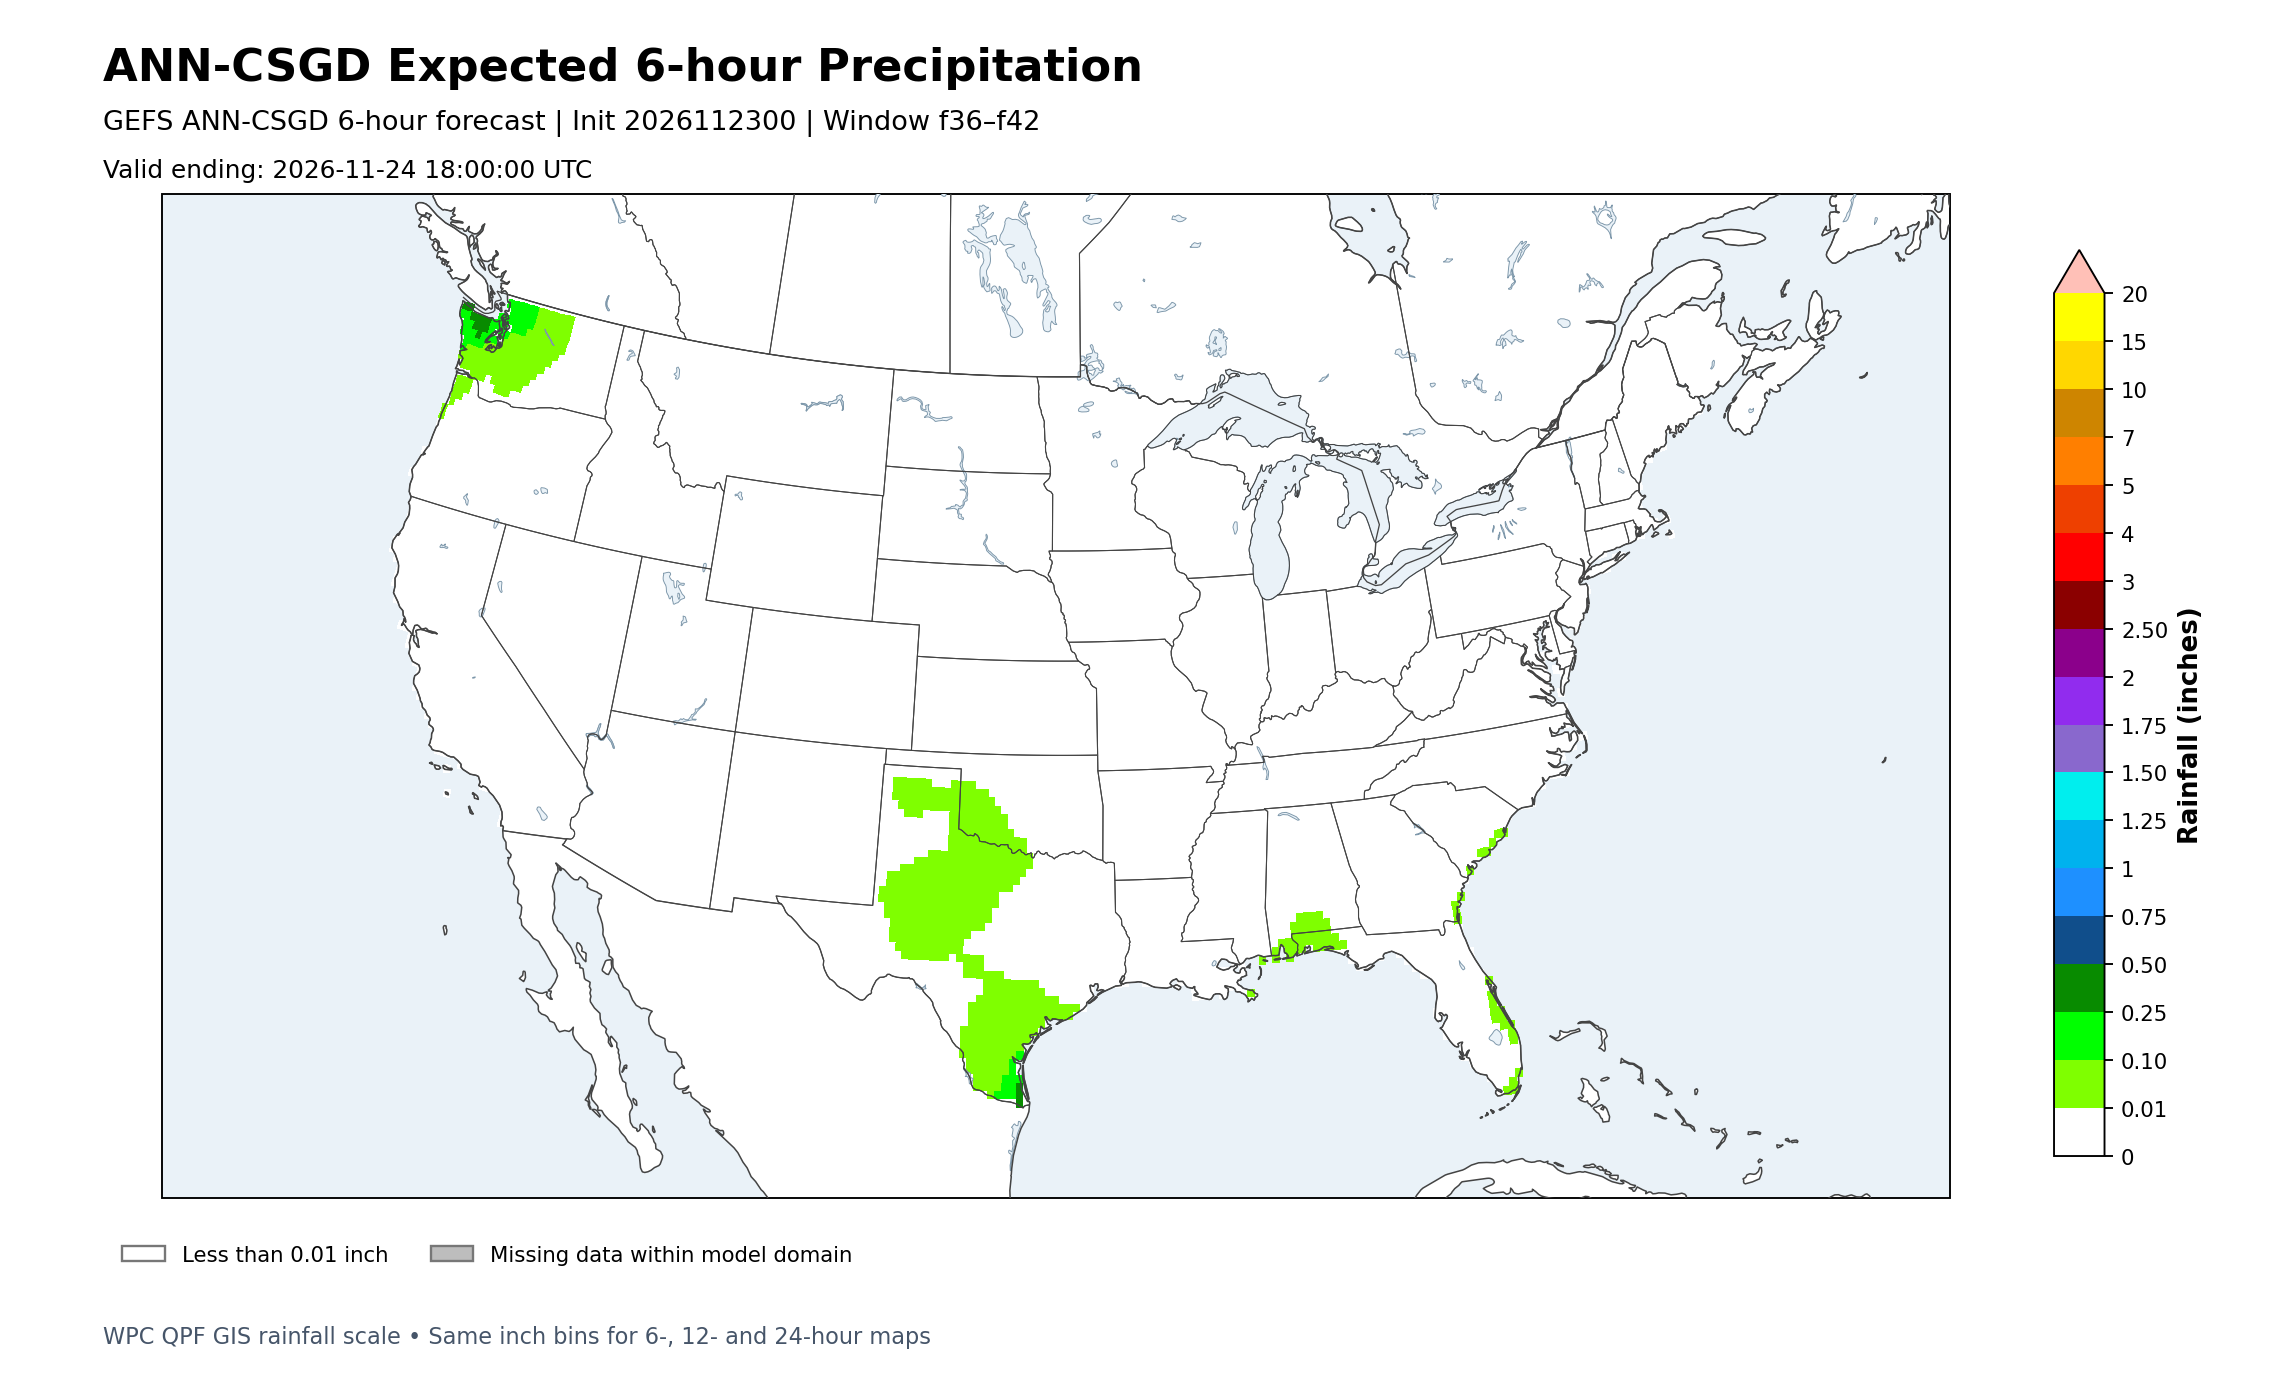 ANN-CSGD Expected 6-hour Precipitation
GEFS ANN-CSGD 6-hour forecast | Init 2026112300 | Window f36–f42
Valid ending: 2026-11-24 18:00:00 UTC
20
15
10
7
5
4
3
2.50
2
1.75
1.50
1.25
1
0.75
0.50
0.25
0.10
0.01
0
Rainfall (inches)
Less than 0.01 inch
Missing data within model domain
WPC QPF GIS rainfall scale • Same inch bins for 6-, 12- and 24-hour maps